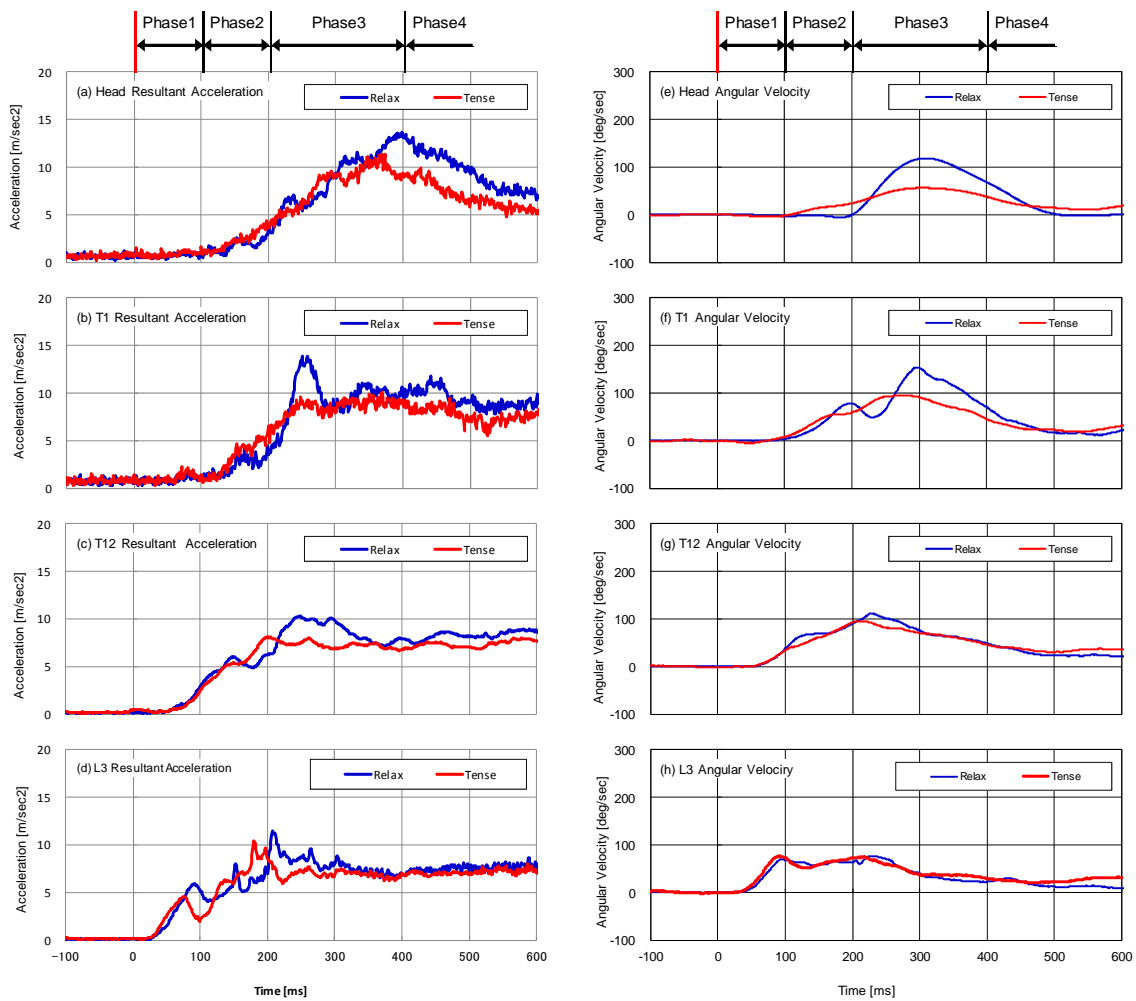 Phase1 Phase2 Phase3 Phase4
20
15
10
5
0
Acceleration [m/sec2]
(a) Head Resultant Acceleration
Relax Tense
20
15
10
5
0
Acceleration [m/sec2]
(b) T1 Resultant Acceleration
Relax Tense
20
15
10
5
0
Acceleration [m/sec2]
(c) T12 Resultant Acceleration
Relax Tense
20
15
10
5
0
Acceleration [m/sec2]
(d) L3 Resultant Acceleration
Relax Tense
-100 0 100 200 300 400 500 600
Time [ms]
Phase1 Phase2 Phase3 Phase4
300
200
100
0
-100
Angular Velocity [deg/sec]
(e) Head Angular Velocity
Relax Tense
300
200
100
0
-100
Angular Velocity [deg/sec]
(f) T1 Angular Velocity
Relax Tense
300
200
100
0
-100
Angular Velocity [deg/sec]
(g) T12 Angular Velocity
Relax Tense
300
200
100
0
-100
Angular Velocity [deg/sec]
(h) L3 Angular Velociry
Relax Tense
-100 0 100 200 300 400 500 600
Time [ms]